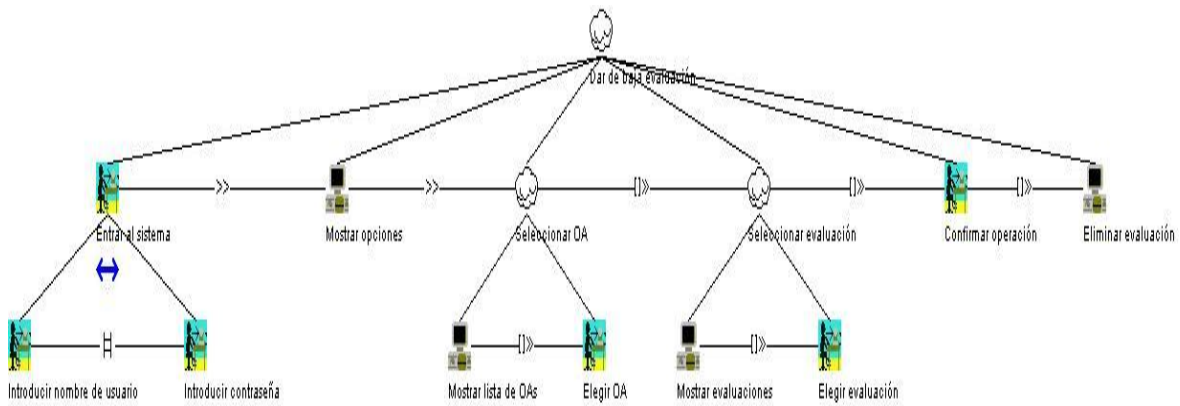 Dar de baja evaluación
>> >> []>> []>> []>>
Entrar al sistema Mostrar opciones Seleccionar OA Seleccionar evaluación Confirmar operación Eliminar evaluación
H []>> []>>
Introducir nombre de usuario Introducir contraseña Mostrar lista de OAs Elegir OA Mostrar evaluaciones Elegir evaluación